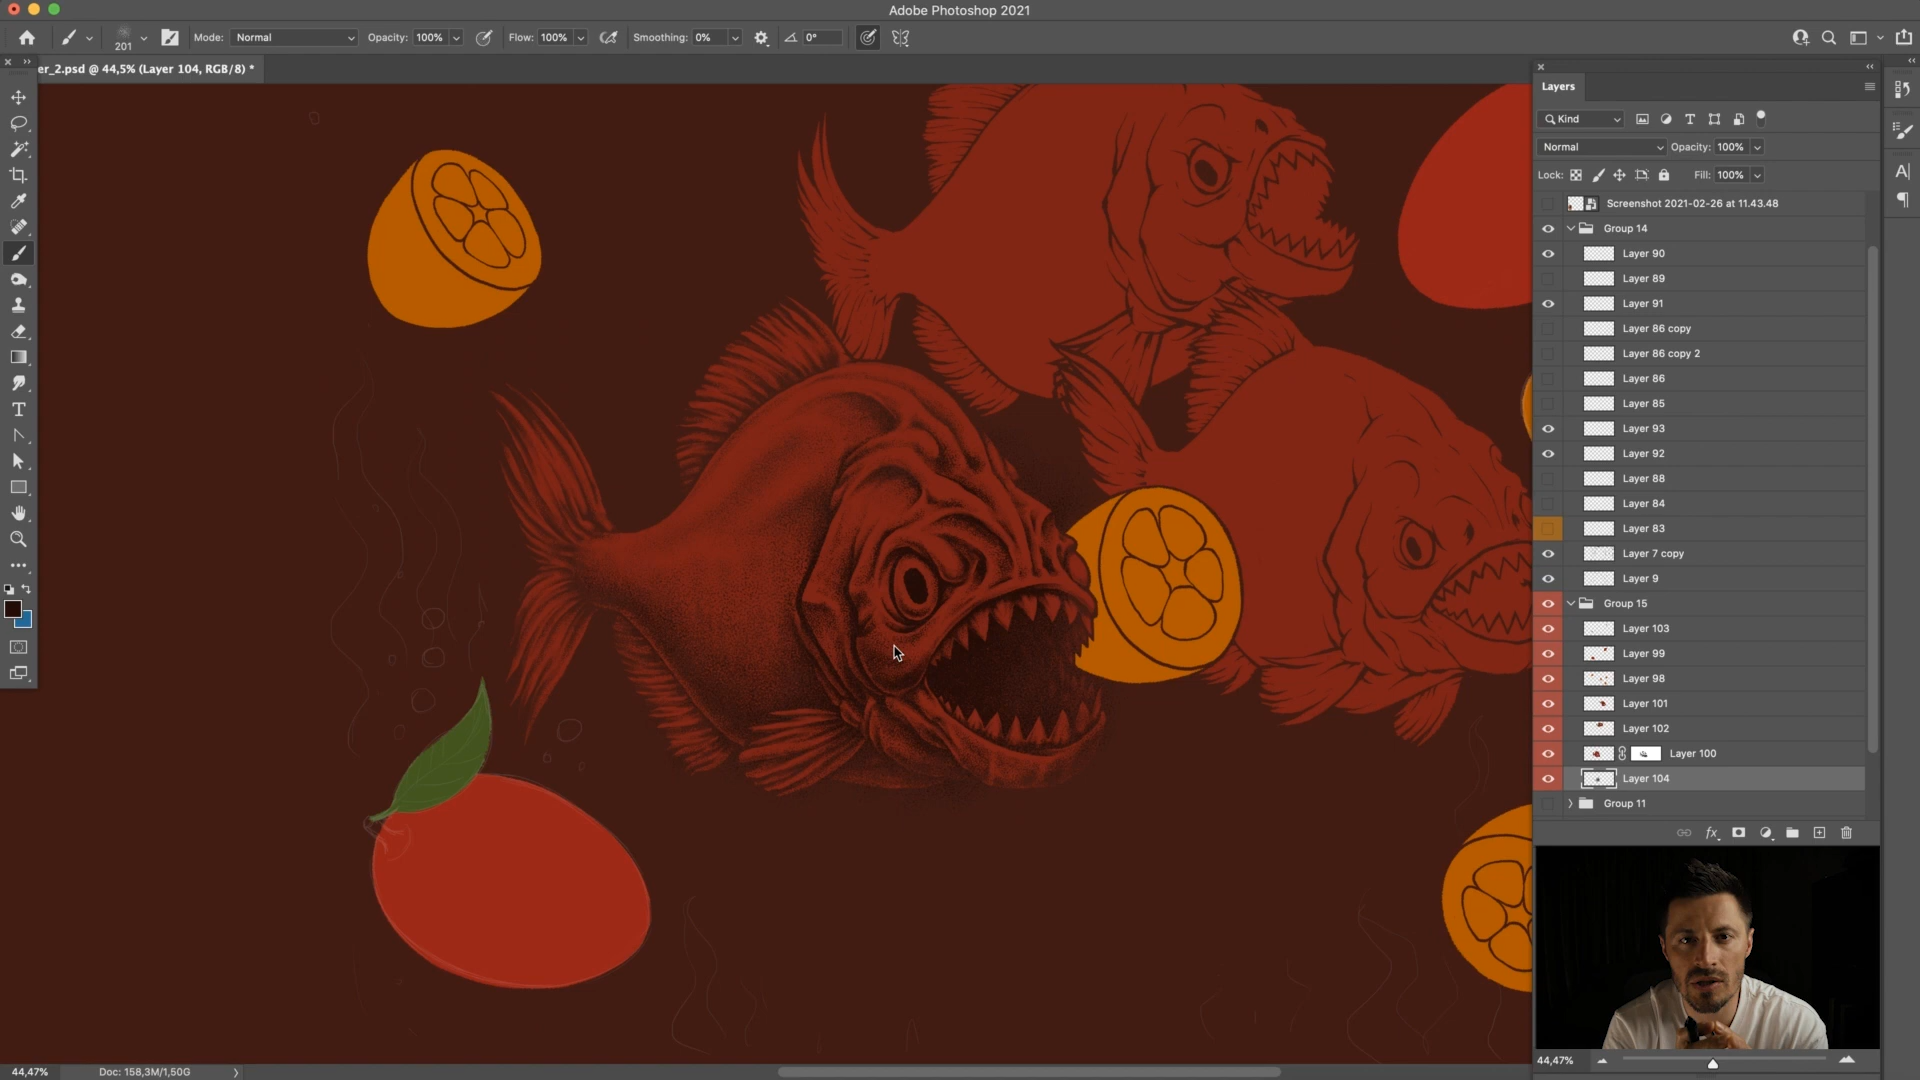 Adobe Photoshop 2021
201
Mode: Normal
Opacity: 100%
Flow: 100%
Smoothing: 0%
0°
er_2.psd @ 44,5% (Layer 104, RGB/8) *
Layers
Kind
Normal
Opacity: 100%
Lock:
Fill: 100%
Screenshot 2021-02-26 at 11.43.48
Group 14
Layer 90
Layer 89
Layer 91
Layer 86 copy
Layer 86 copy 2
Layer 86
Layer 85
Layer 93
Layer 92
Layer 88
Layer 84
Layer 83
Layer 7 copy
Layer 9
Group 15
Layer 103
Layer 99
Layer 98
Layer 101
Layer 102
Layer 100
Layer 104
Group 11
fx
44,47%
44,47%
Doc: 158,3M/1,50G